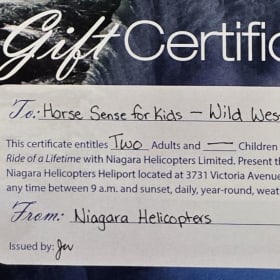 Gift Certific
To: Horse Sense for Kids – Wild Wes
This certificate entitles Two Adults and — Children
Ride of a Lifetime with Niagara Helicopters Limited. Present th
Niagara Helicopters Heliport located at 3731 Victoria Avenue
any time between 9 a.m. and sunset, daily, year-round, weat
From: Niagara Helicopters
Issued by: